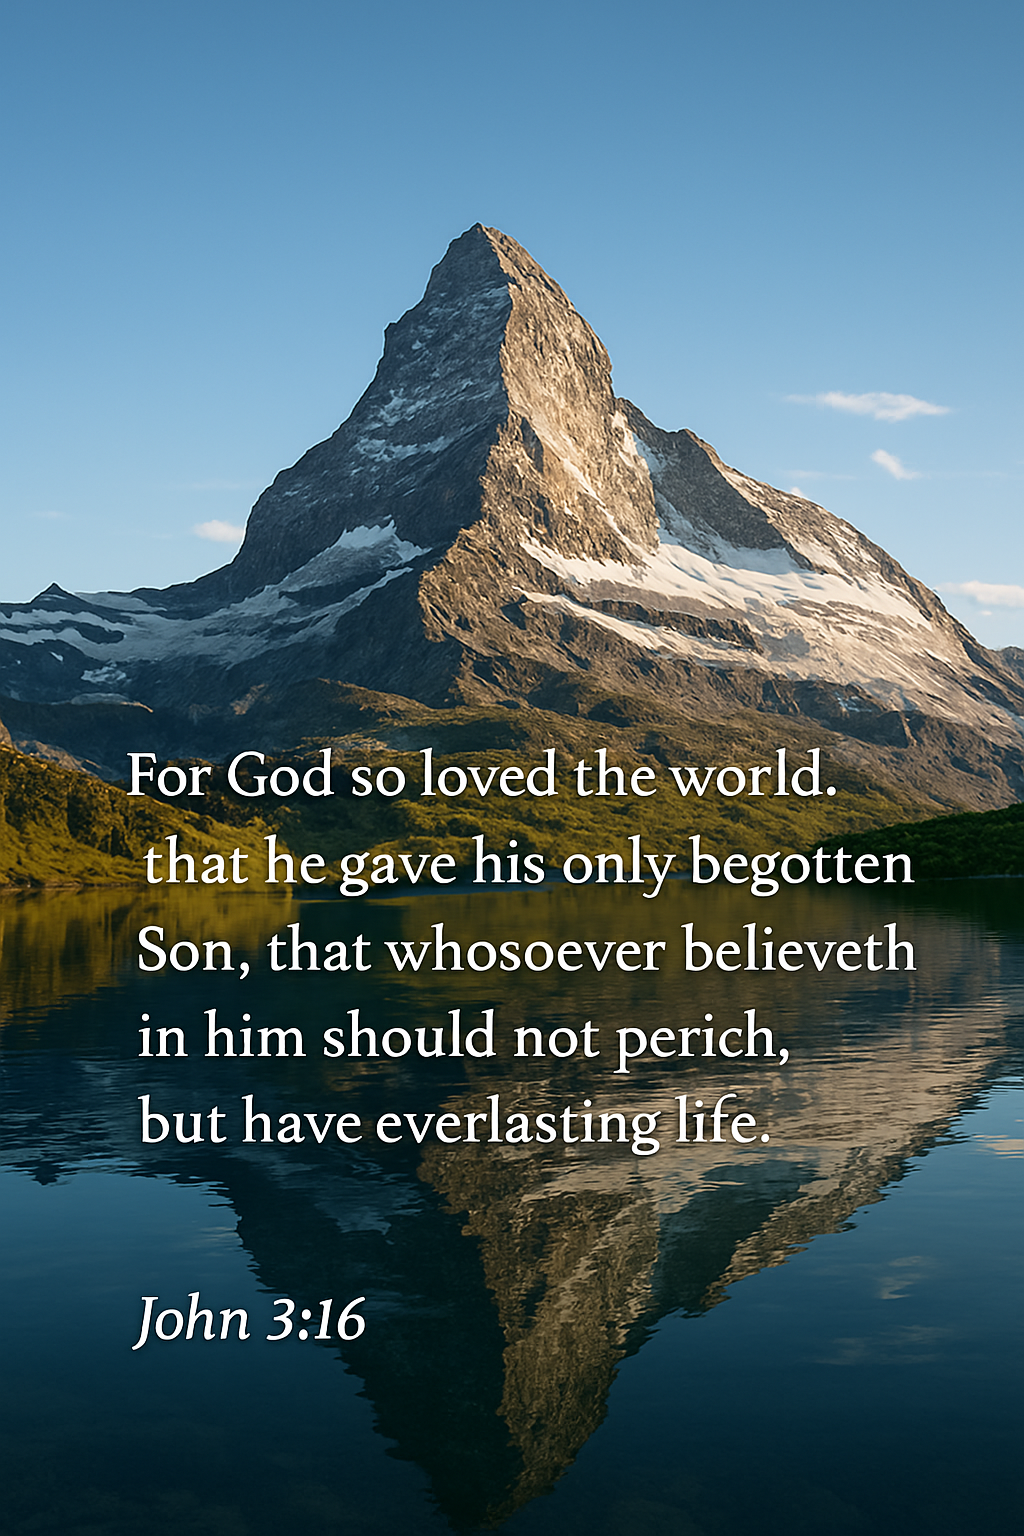 For God so loved the world.
that he gave his only begotten
Son, that whosoever believeth
in him should not perich,
but have everlasting life.
John 3:16